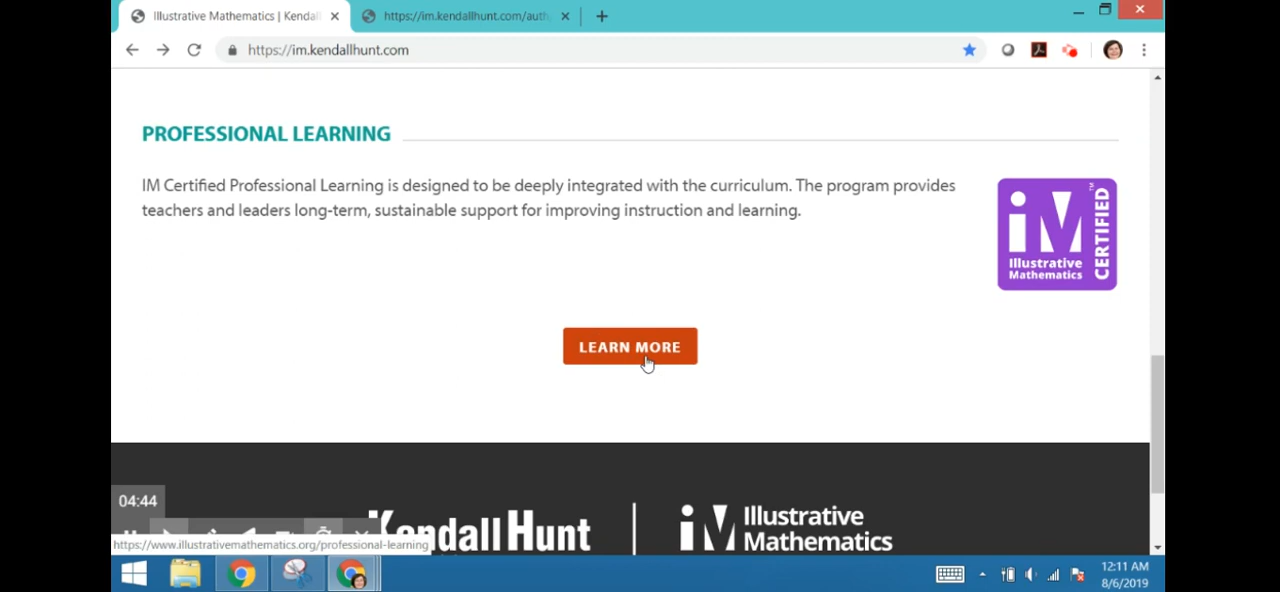 Illustrative Mathematics | Kendall
https://im.kendallhunt.com/auth
https://im.kendallhunt.com
PROFESSIONAL LEARNING
IM Certified Professional Learning is designed to be deeply integrated with the curriculum. The program provides
teachers and leaders long-term, sustainable support for improving instruction and learning.
iM
Illustrative
Mathematics
CERTIFIED
TM
LEARN MORE
04:44
Kendall Hunt
iM Illustrative
Mathematics
https://www.illustrativemathematics.org/professional-learning
12:11 AM
8/6/2019